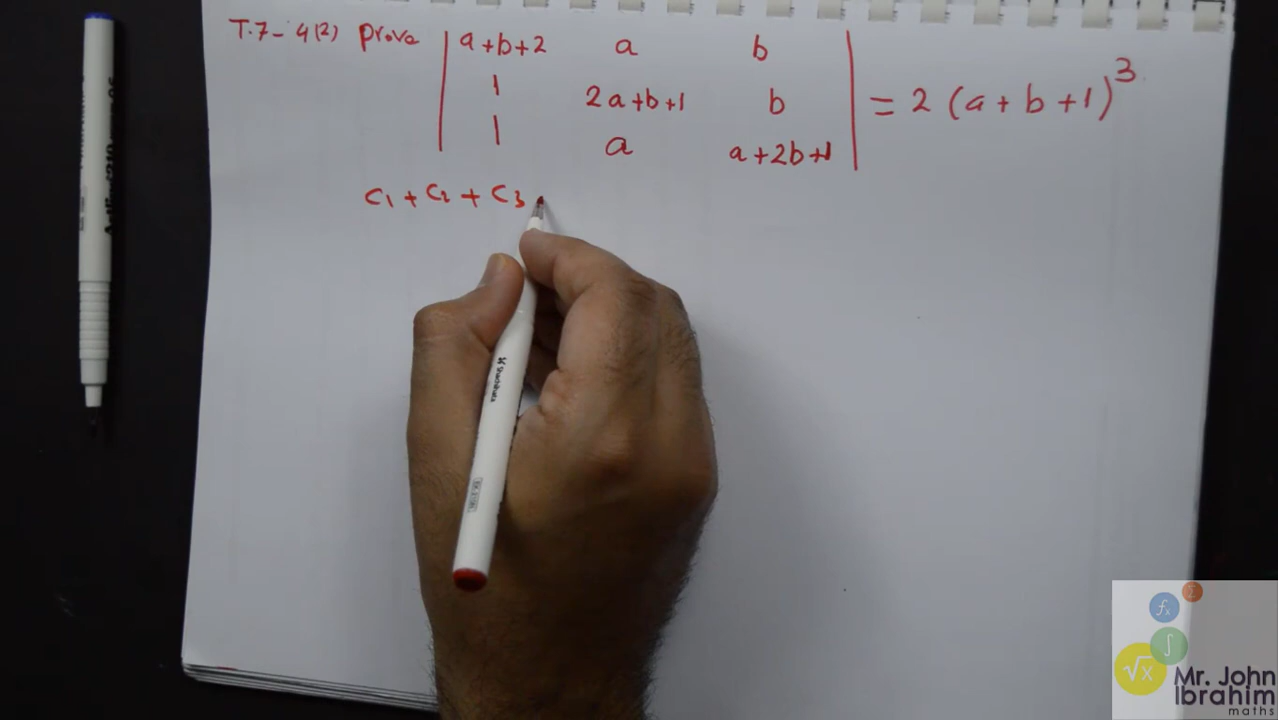 T.7- 4(2) prove | a+b+2 a b |
| 1 2a+b+1 b | = 2 (a+b+1)³
| 1 a a+2b+1 |
C₁ + C₂ + C₃
fx
Σ
∫
√x
Mr. John
Ibrahim
maths